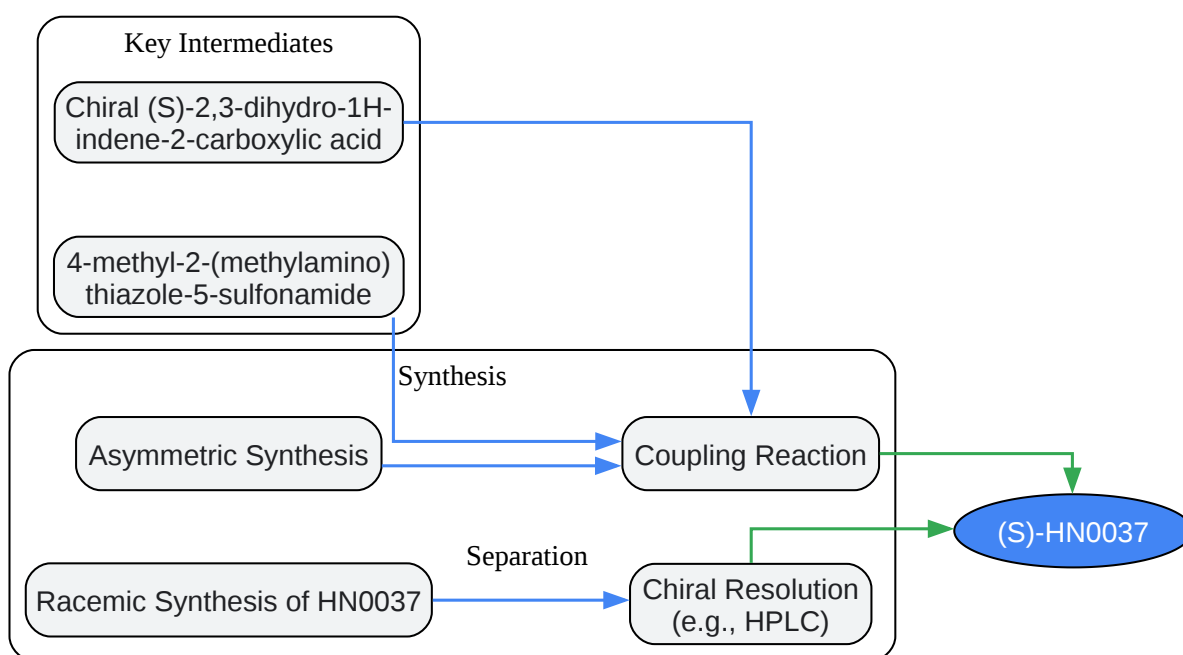 Key Intermediates
Chiral (S)-2,3-dihydro-1H-
indene-2-carboxylic acid
4-methyl-2-(methylamino)
thiazole-5-sulfonamide
Synthesis
Asymmetric Synthesis
Coupling Reaction
(S)-HN0037
Separation
Racemic Synthesis of HN0037
Chiral Resolution
(e.g., HPLC)